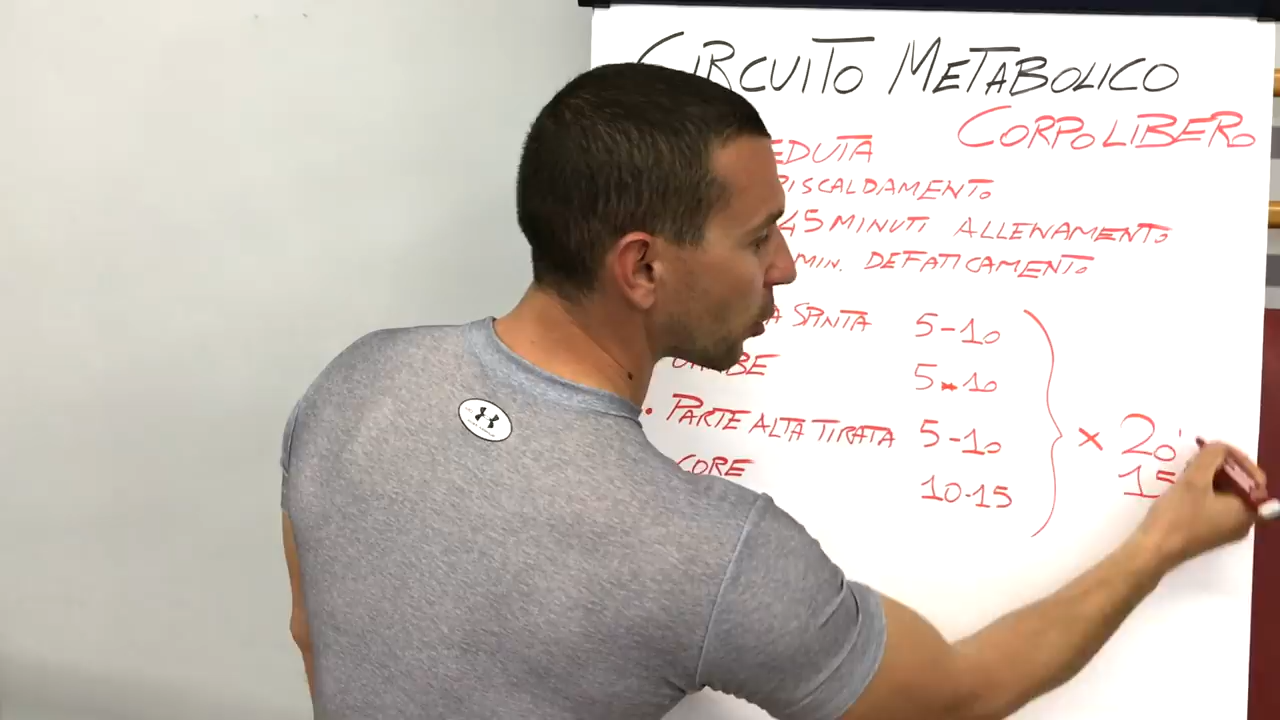 CIRCUITO METABOLICO
CORPO LIBERO
EDUTA
RISCALDAMENTO
45 MINUTI ALLENAMENTO
MIN. DEFATICAMENTO
A SPINTA 5-10
5-10
• PARTE ALTA TIRATA 5-10
CORE 10-15
× 20'
15